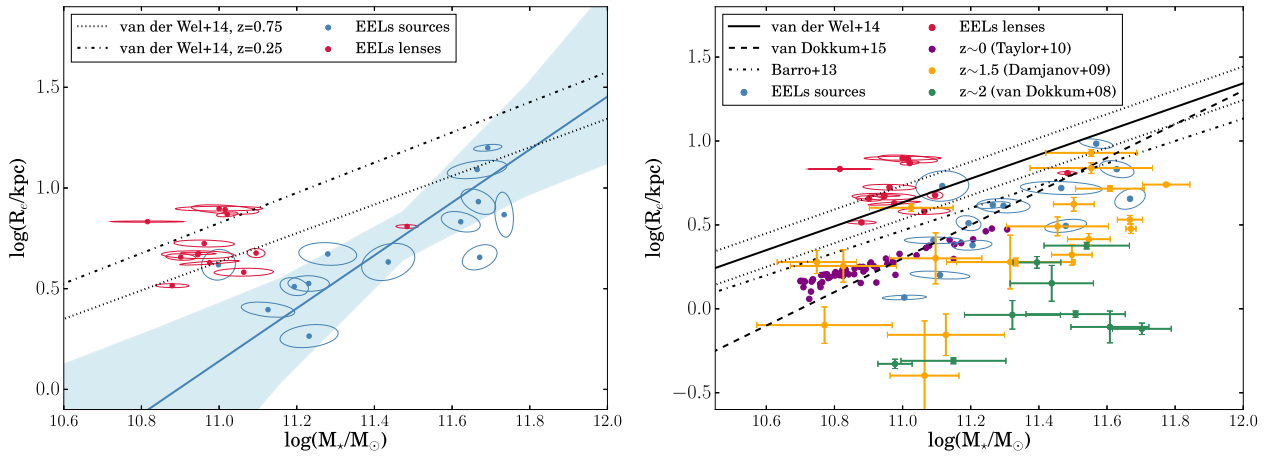 van der Wel+14, z=0.75
van der Wel+14, z=0.25
EELs sources
EELs lenses
log(R_e/kpc)
1.5
1.0
0.5
0.0
10.6 10.8 11.0 11.2 11.4 11.6 11.8 12.0
log(M⋆/M⊙)
van der Wel+14
van Dokkum+15
Barro+13
EELs sources
EELs lenses
z~0 (Taylor+10)
z~1.5 (Damjanov+09)
z~2 (van Dokkum+08)
log(R_e/kpc)
1.5
1.0
0.5
0.0
−0.5
10.6 10.8 11.0 11.2 11.4 11.6 11.8 12.0
log(M⋆/M⊙)